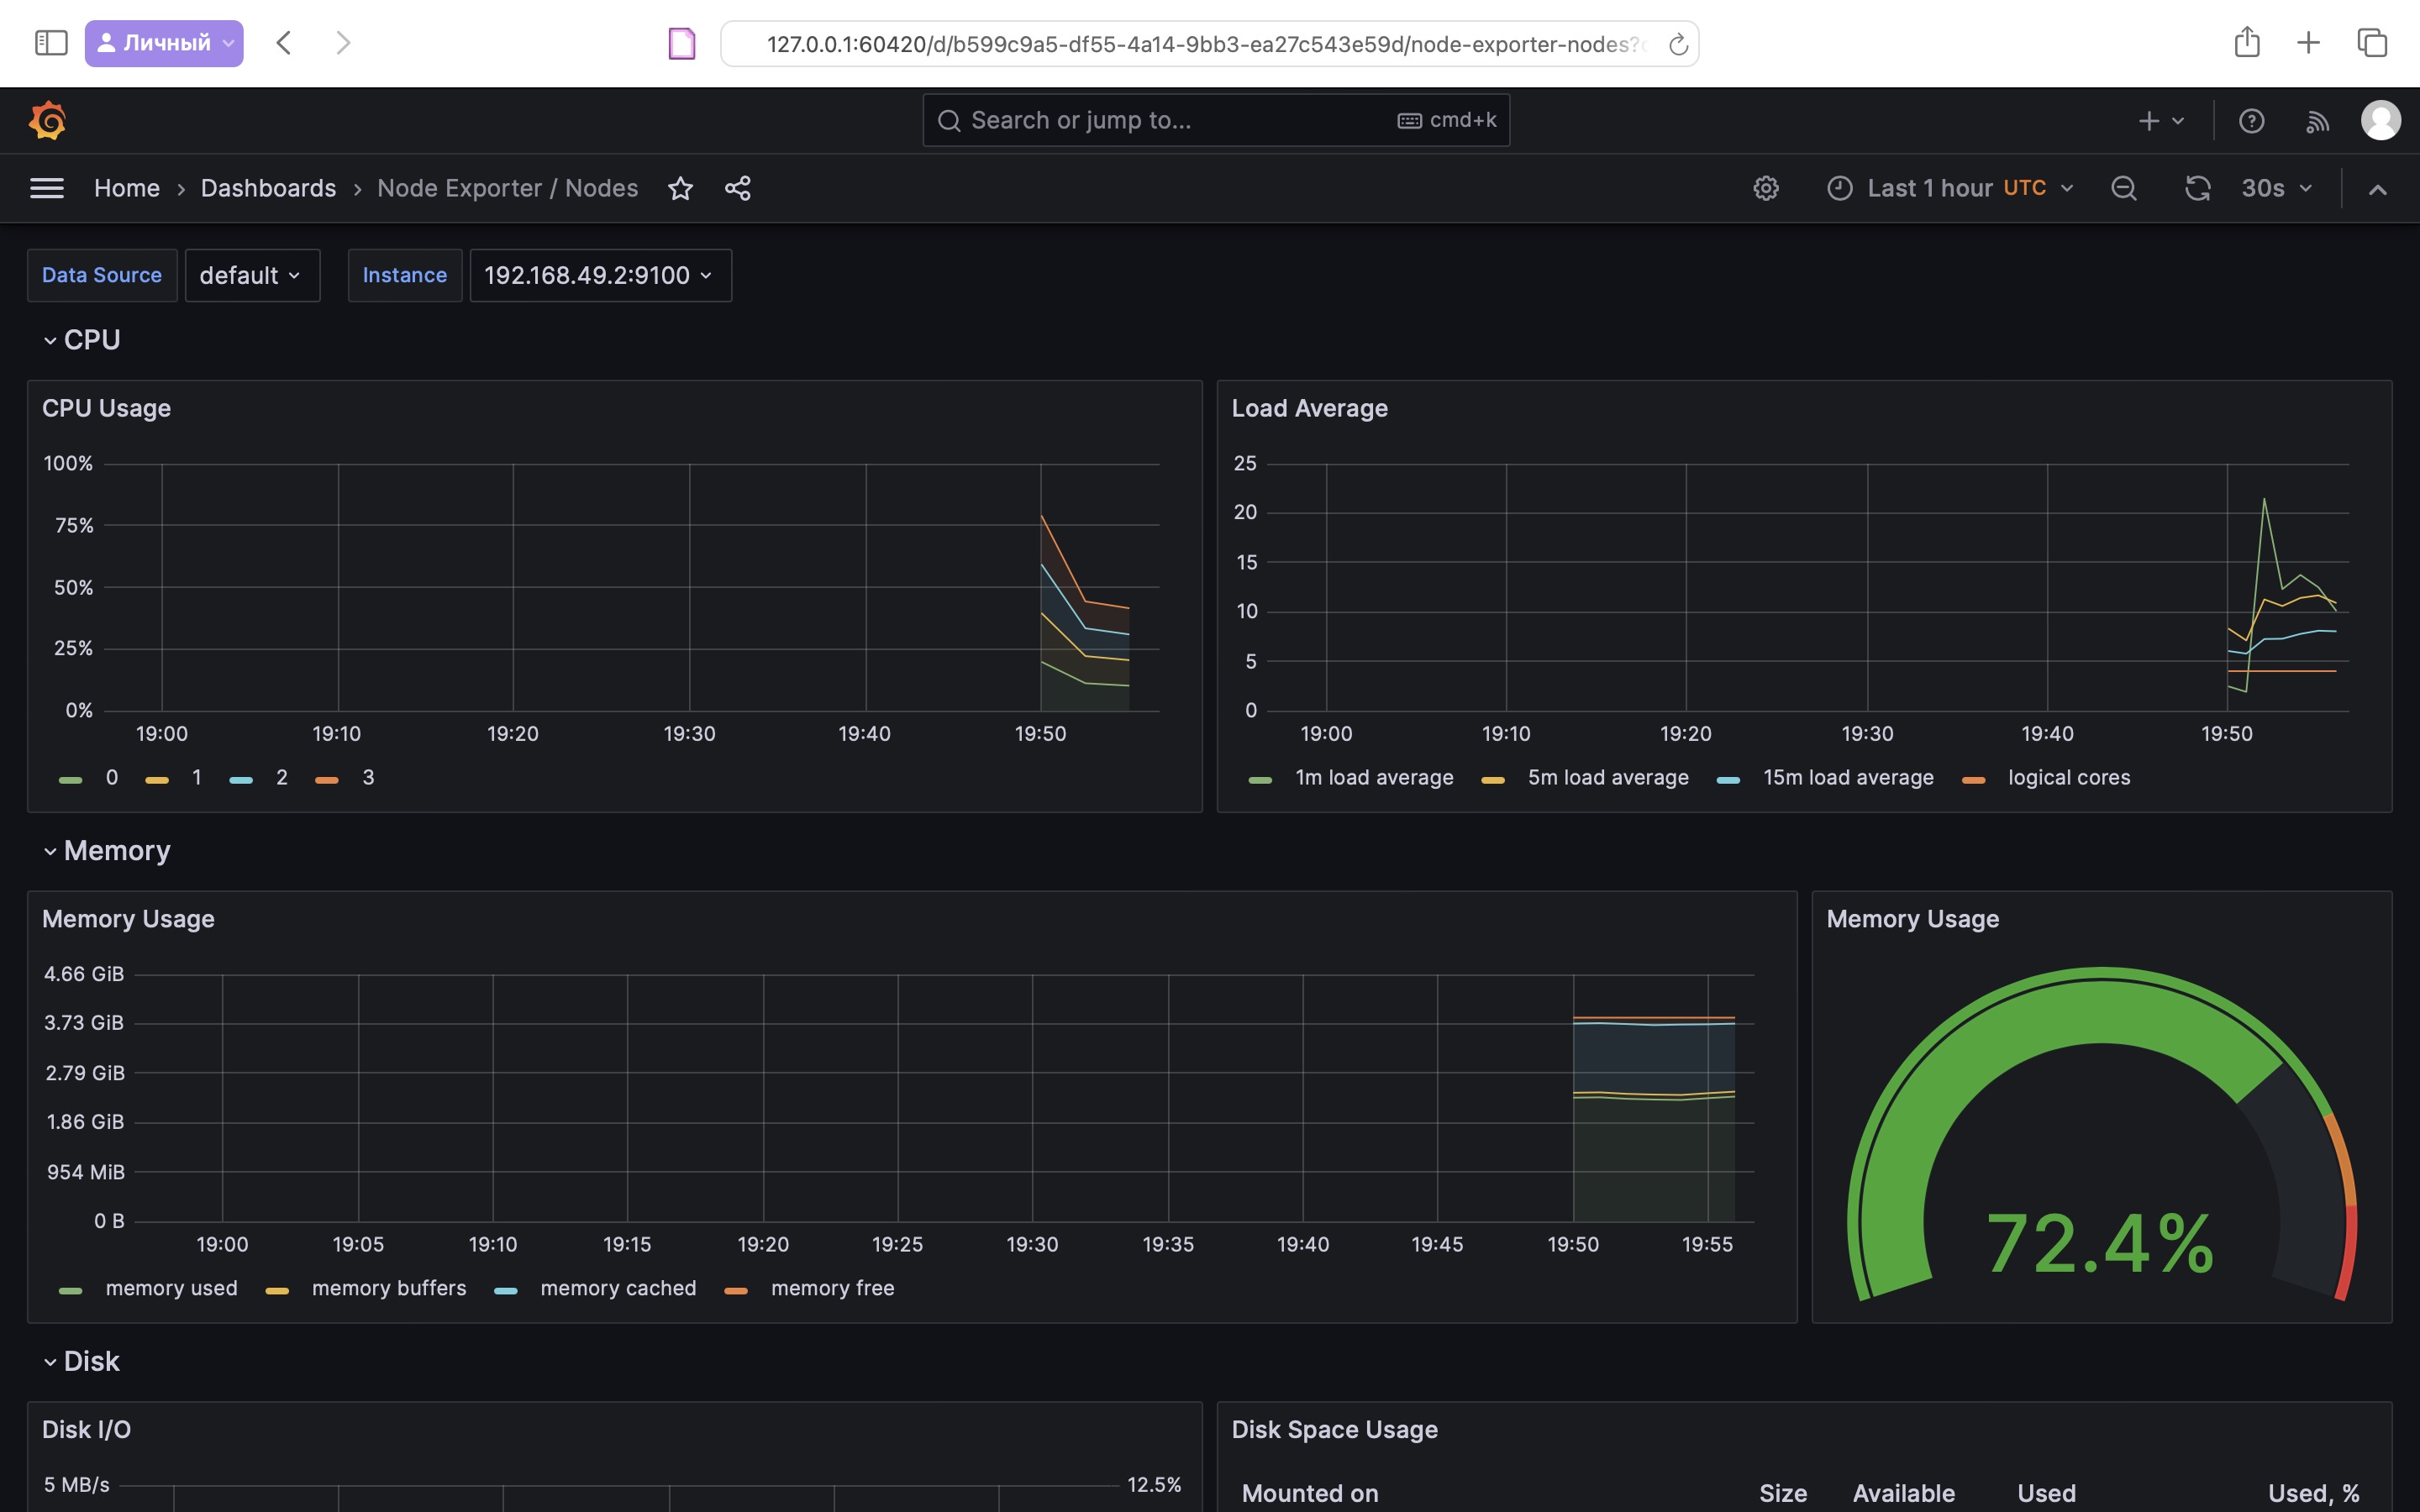 Личный
127.0.0.1:60420/d/b599c9a5-df55-4a14-9bb3-ea27c543e59d/node-exporter-nodes?
Search or jump to...
cmd+k
Home › Dashboards › Node Exporter / Nodes
Last 1 hour UTC
30s
Data Source
default
Instance
192.168.49.2:9100
CPU
CPU Usage
100%
75%
50%
25%
0%
19:00 19:10 19:20 19:30 19:40 19:50
0 1 2 3
Load Average
25
20
15
10
5
0
19:00 19:10 19:20 19:30 19:40 19:50
1m load average 5m load average 15m load average logical cores
Memory
Memory Usage
4.66 GiB
3.73 GiB
2.79 GiB
1.86 GiB
954 MiB
0 B
19:00 19:05 19:10 19:15 19:20 19:25 19:30 19:35 19:40 19:45 19:50 19:55
memory used memory buffers memory cached memory free
Memory Usage
72.4%
Disk
Disk I/O
5 MB/s
12.5%
Disk Space Usage
Mounted on Size Available Used Used, %